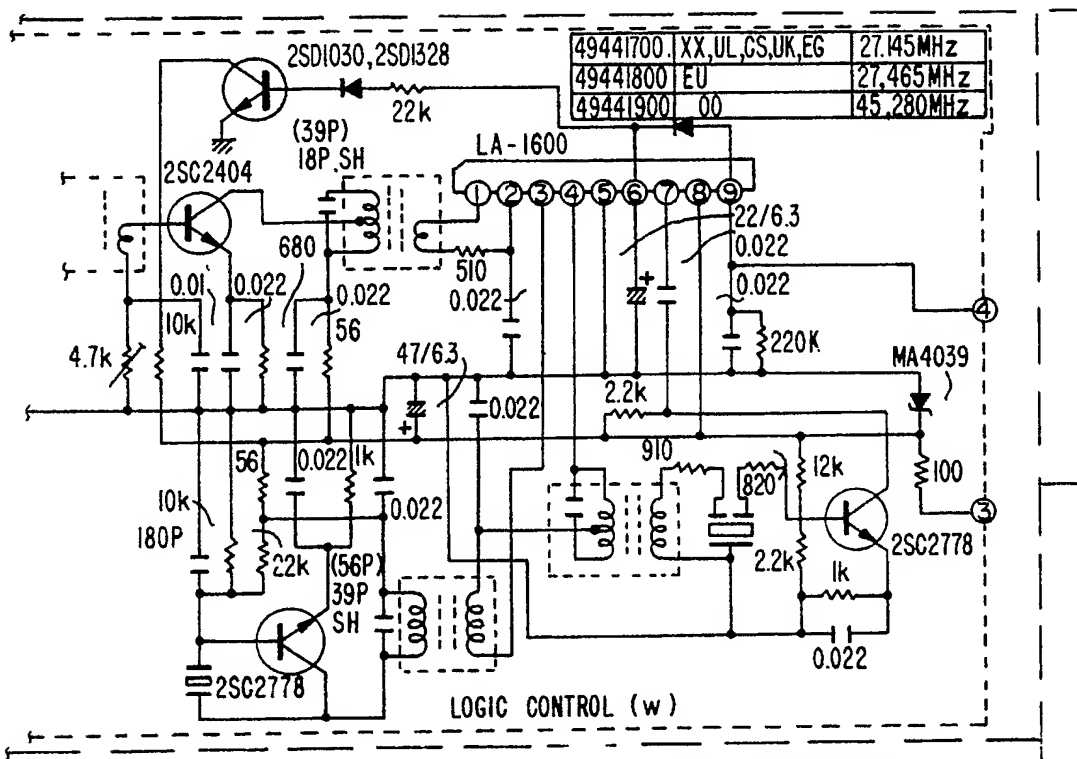 49441700. XX,UL,CS,UK,EG 27.145MHz
49441800 EU 27,465MHz
49441900 00 45,280MHz
2SD1030,2SD1328
22k
(39P)
18P SH
LA-1600
2SC2404
1 2 3 4 5 6 7 8 9
680
510
22/6.3
0.022
0.01
0.022
0.022
0.022
0.022
4
10k
56
4.7k
47/6.3
220K
MA4039
2.2k
0.022
56
0.022
1k
910
12k
100
10k
0.022
820
3
180P
2SC2778
22k
(56P)
39P
SH
2.2k
1k
0.022
2SC2778
LOGIC CONTROL (w)